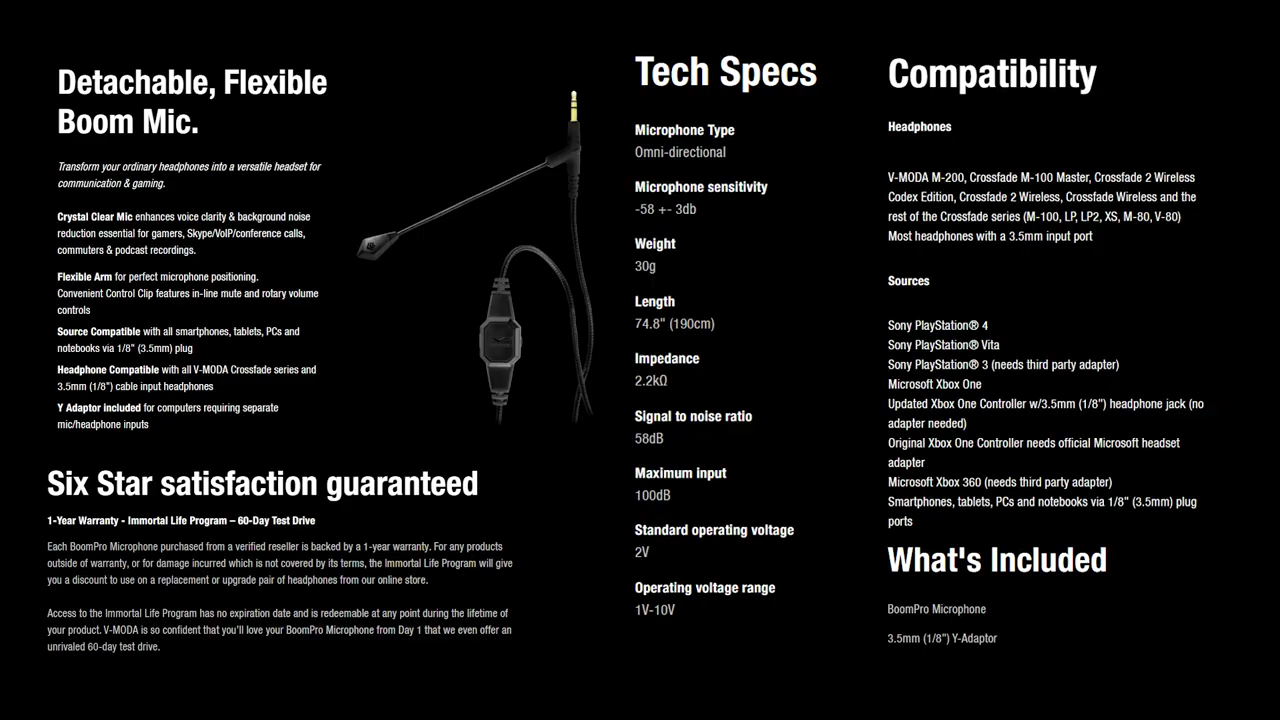 Detachable, Flexible
Boom Mic.
Transform your ordinary headphones into a versatile headset for
communication & gaming.
Crystal Clear Mic enhances voice clarity & background noise
reduction essential for gamers, Skype/VoIP/conference calls,
commuters & podcast recordings.
Flexible Arm for perfect microphone positioning.
Convenient Control Clip features in-line mute and rotary volume
controls
Source Compatible with all smartphones, tablets, PCs and
notebooks via 1/8" (3.5mm) plug
Headphone Compatible with all V-MODA Crossfade series and
3.5mm (1/8") cable input headphones
Y Adaptor included for computers requiring separate
mic/headphone inputs
Six Star satisfaction guaranteed
1-Year Warranty - Immortal Life Program – 60-Day Test Drive
Each BoomPro Microphone purchased from a verified reseller is backed by a 1-year warranty. For any products
outside of warranty, or for damage incurred which is not covered by its terms, the Immortal Life Program will give
you a discount to use on a replacement or upgrade pair of headphones from our online store.
Access to the Immortal Life Program has no expiration date and is redeemable at any point during the lifetime of
your product. V-MODA is so confident that you'll love your BoomPro Microphone from Day 1 that we even offer an
unrivaled 60-day test drive.
Tech Specs
Microphone Type
Omni-directional
Microphone sensitivity
-58 +- 3db
Weight
30g
Length
74.8" (190cm)
Impedance
2.2kΩ
Signal to noise ratio
58dB
Maximum input
100dB
Standard operating voltage
2V
Operating voltage range
1V-10V
Compatibility
Headphones
V-MODA M-200, Crossfade M-100 Master, Crossfade 2 Wireless
Codex Edition, Crossfade 2 Wireless, Crossfade Wireless and the
rest of the Crossfade series (M-100, LP, LP2, XS, M-80, V-80)
Most headphones with a 3.5mm input port
Sources
Sony PlayStation® 4
Sony PlayStation® Vita
Sony PlayStation® 3 (needs third party adapter)
Microsoft Xbox One
Updated Xbox One Controller w/3.5mm (1/8") headphone jack (no
adapter needed)
Original Xbox One Controller needs official Microsoft headset
adapter
Microsoft Xbox 360 (needs third party adapter)
Smartphones, tablets, PCs and notebooks via 1/8" (3.5mm) plug
ports
What's Included
BoomPro Microphone
3.5mm (1/8") Y-Adaptor